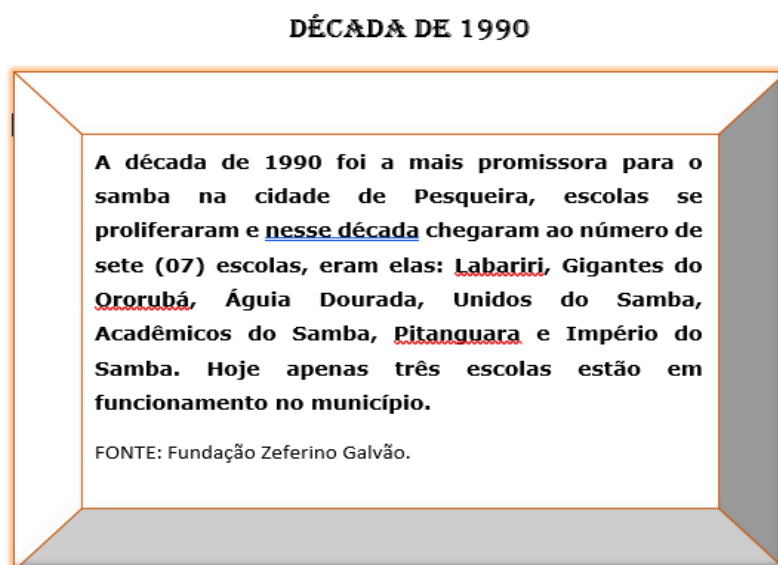 DÉCADA DE 1990
A década de 1990 foi a mais promissora para o
samba na cidade de Pesqueira, escolas se
proliferaram e nesse década chegaram ao número de
sete (07) escolas, eram elas: Labariri, Gigantes do
Ororubá, Águia Dourada, Unidos do Samba,
Acadêmicos do Samba, Pitanguara e Império do
Samba. Hoje apenas três escolas estão em
funcionamento no município.
FONTE: Fundação Zeferino Galvão.